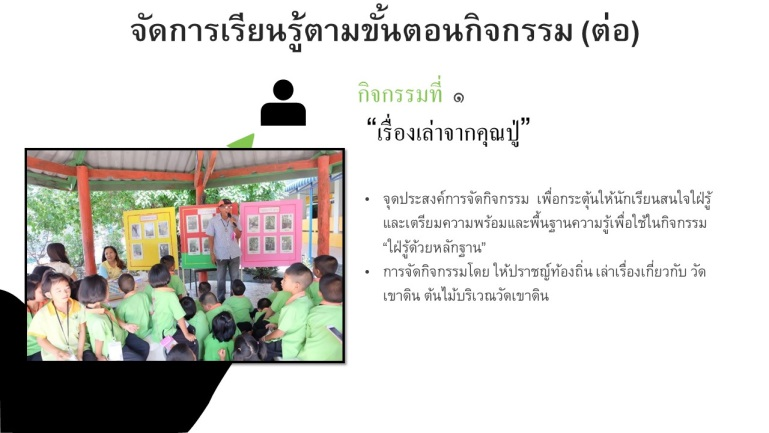 จัดการเรียนรู้ตามขั้นตอนกิจกรรม (ต่อ)
กิจกรรมที่ ๑
“เรื่องเล่าจากคุณปู่”
• จุดประสงค์การจัดกิจกรรม เพื่อกระตุ้นให้นักเรียนสนใจใฝ่รู้
และเตรียมความพร้อมและพื้นฐานความรู้เพื่อใช้ในกิจกรรม
“ใฝ่รู้ด้วยหลักฐาน”
• การจัดกิจกรรมโดย ให้ปราชญ์ท้องถิ่น เล่าเรื่องเกี่ยวกับ วัด
เขาดิน ต้นไม้บริเวณวัดเขาดิน